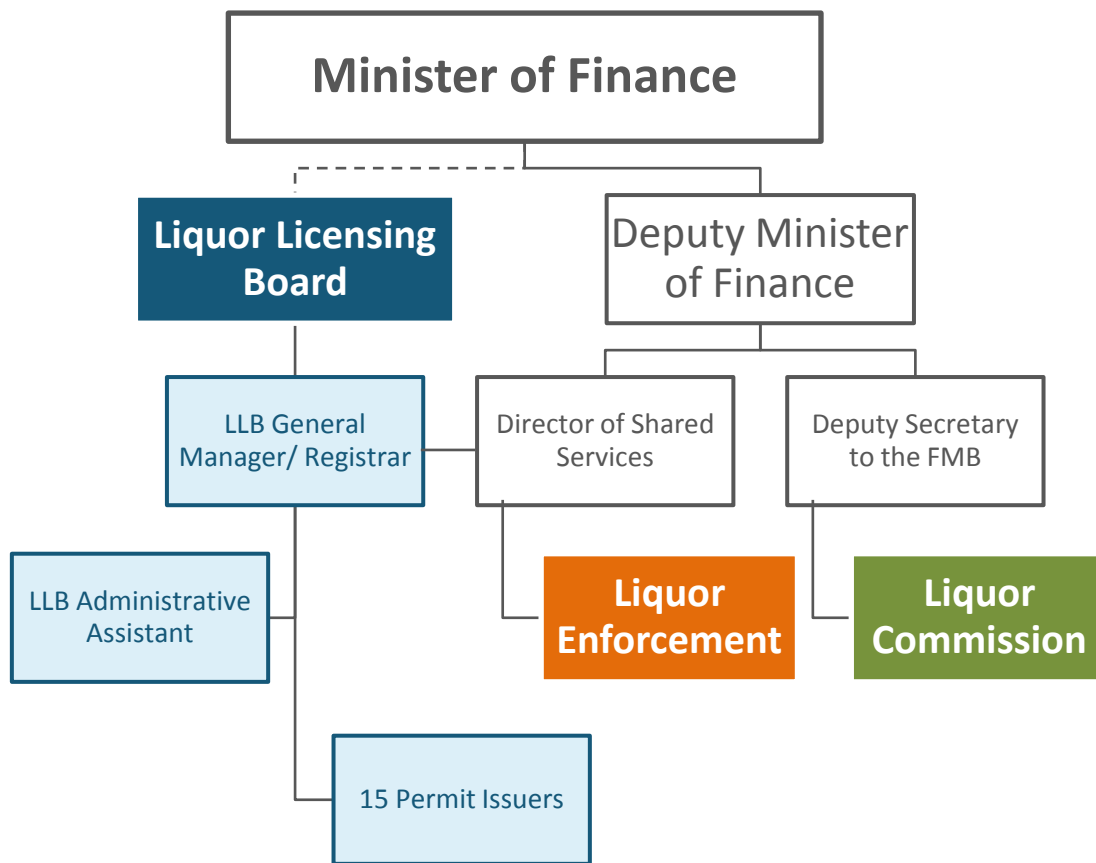 Minister of Finance
Liquor Licensing
Board
Deputy Minister
of Finance
LLB General
Manager/ Registrar
Director of Shared
Services
Deputy Secretary
to the FMB
LLB Administrative
Assistant
Liquor
Enforcement
Liquor
Commission
15 Permit Issuers